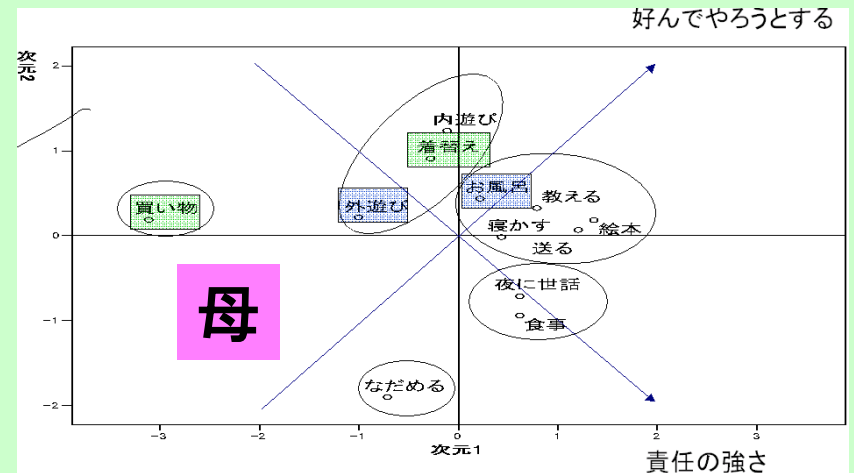 好んでやろうとする
次元2
2
内遊び
1
着替え
お風呂
教える
買い物
外遊び
寝かす
絵本
0
送る
夜に世話
母
-1
食事
なだめる
-2
-3
-2
-1
0
1
2
3
次元1
責任の強さ